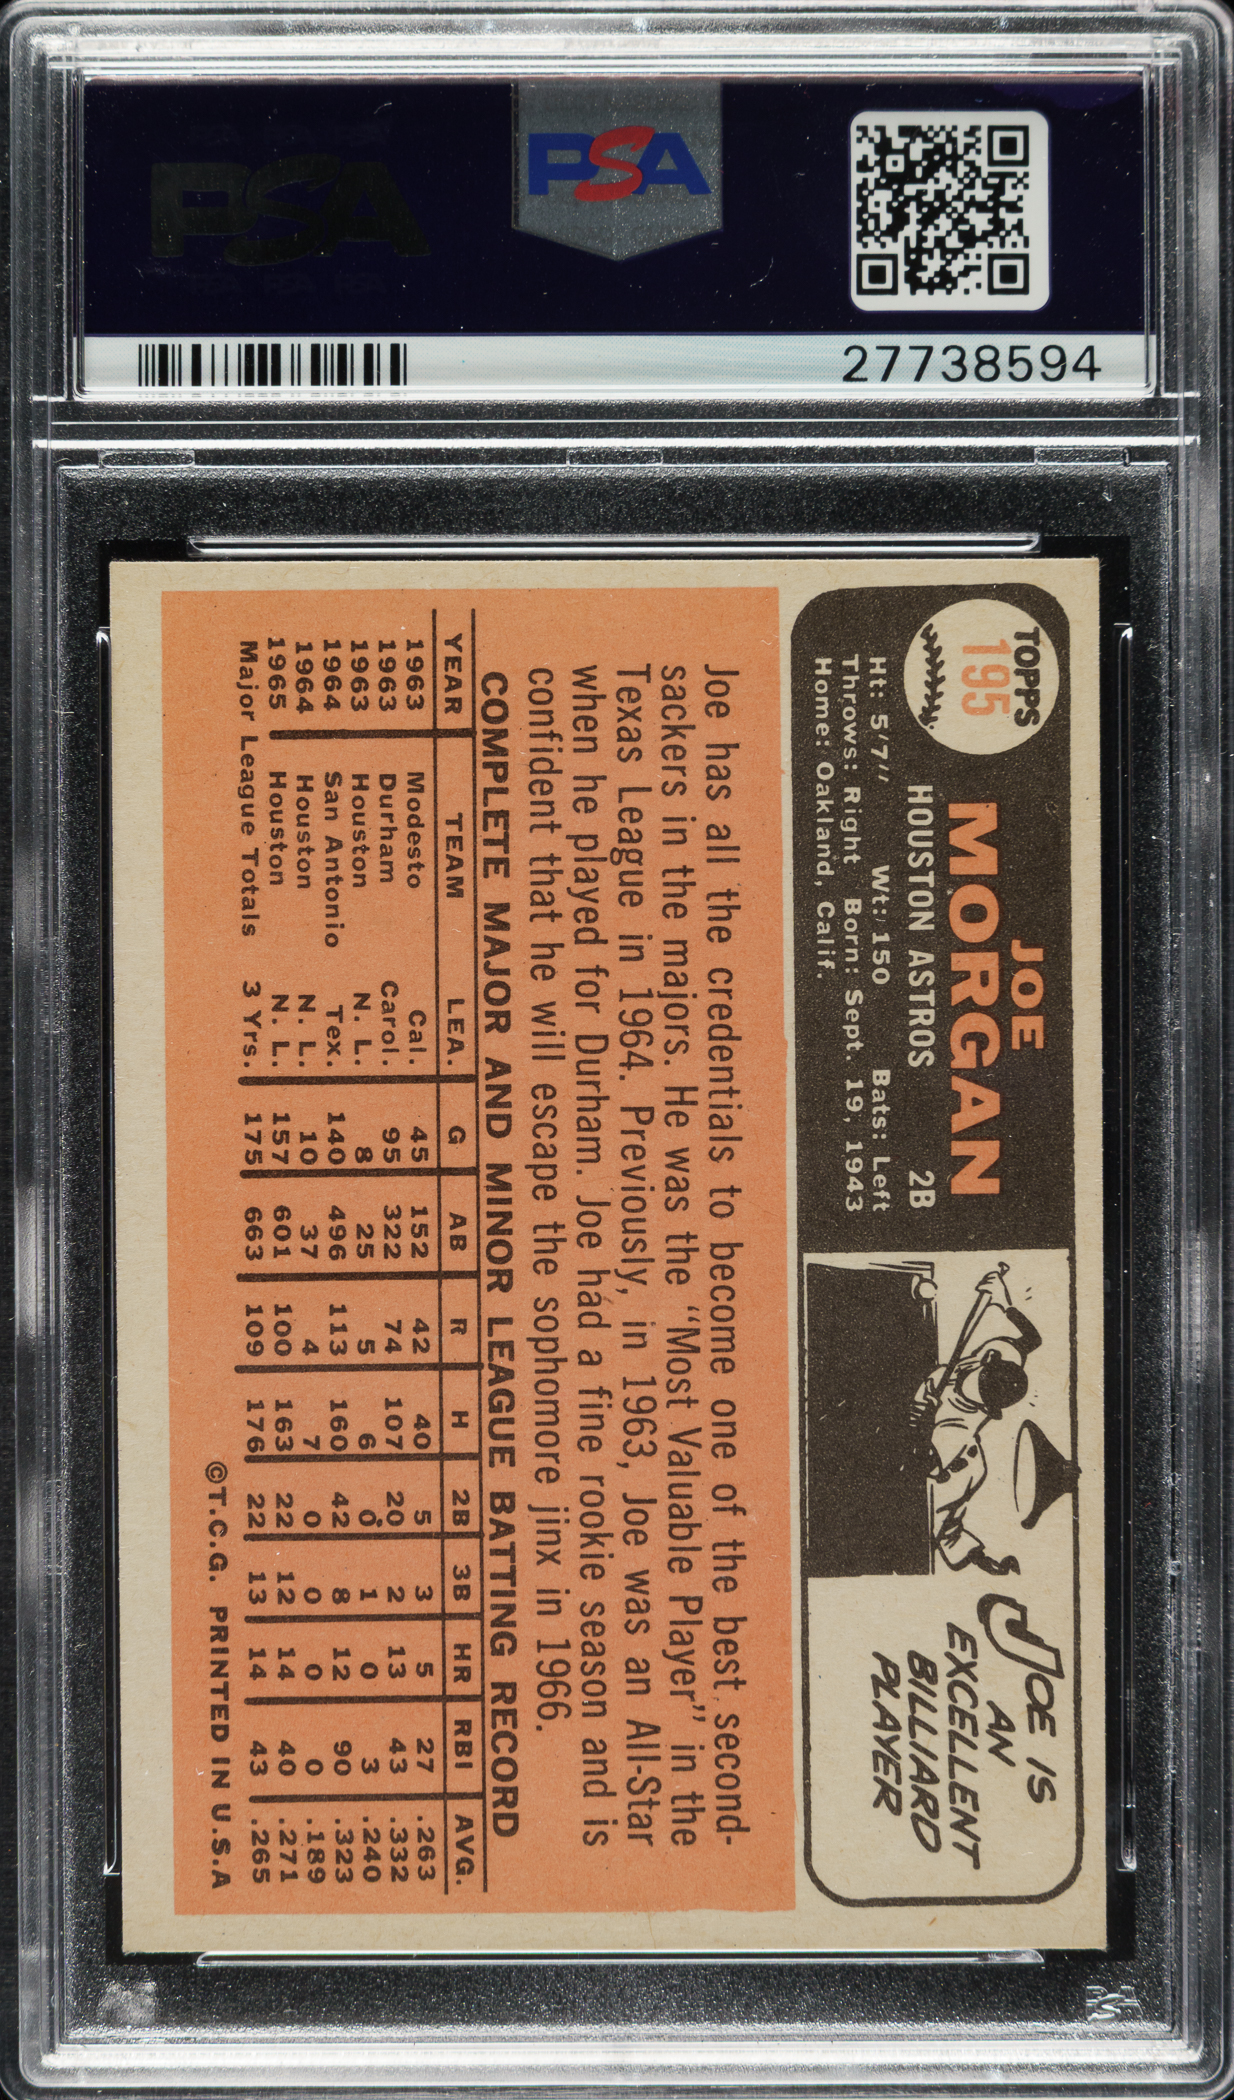 PSA
PSA
27738594
TOPPS
195
JOE
MORGAN
HOUSTON ASTROS 2B
Ht: 5'7" Wt: 150 Bats: Left
Throws: Right Born: Sept. 19, 1943
Home: Oakland, Calif.
JOE IS
AN
EXCELLENT
BILLIARD
PLAYER
Joe has all the credentials to become one of the best second-
sackers in the majors. He was the "Most Valuable Player" in the
Texas League in 1964. Previously, in 1963, Joe was an All-Star
when he played for Durham. Joe had a fine rookie season and is
confident that he will escape the sophomore jinx in 1966.
COMPLETE MAJOR AND MINOR LEAGUE BATTING RECORD
YEAR TEAM LEA. G AB R H 2B 3B HR RBI AVG.
1963 Modesto Cal. 45 152 42 40 5 3 5 27 .263
1963 Durham Carol. 95 322 74 107 20 2 13 43 .332
1963 Houston N. L. 8 25 5 6 0 1 0 3 .240
1964 San Antonio Tex. 140 496 113 160 42 8 12 90 .323
1964 Houston N. L. 10 37 4 7 0 0 0 0 .189
1965 Houston N. L. 157 601 100 163 22 12 14 40 .271
Major League Totals 3 Yrs. 175 663 109 176 22 13 14 43 .265
©T.C.G. PRINTED IN U.S.A
PSA